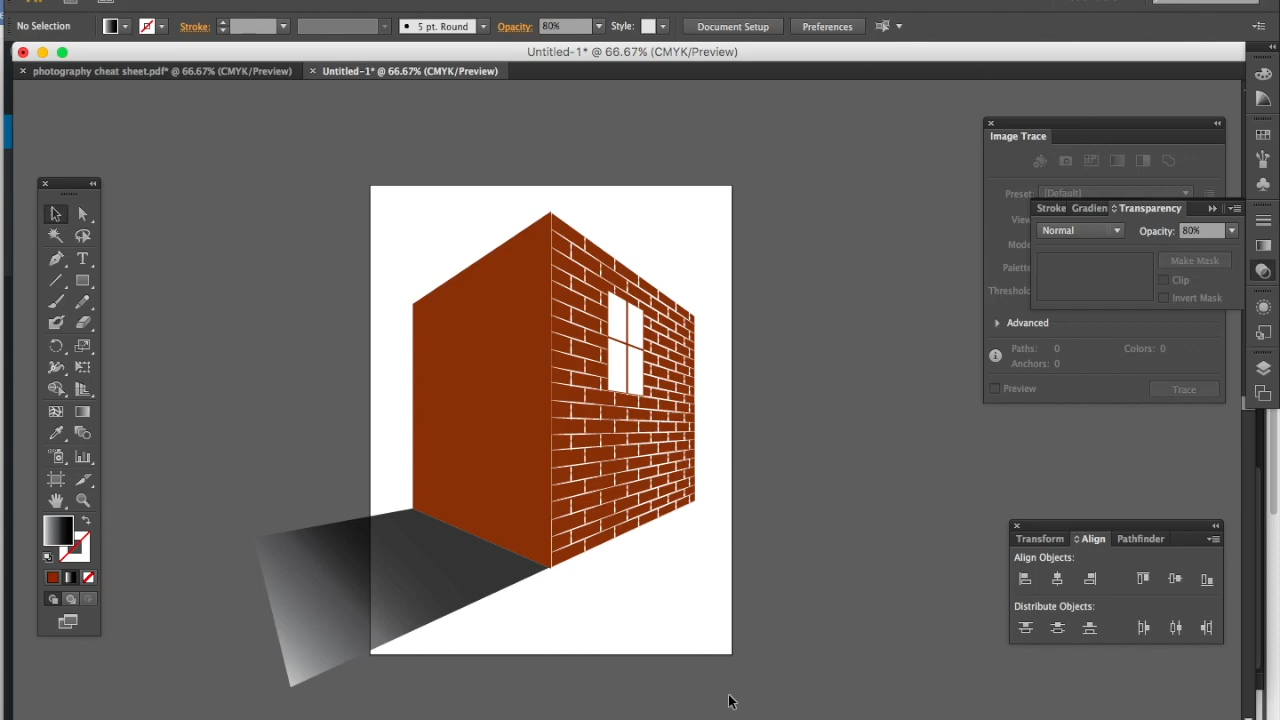 No Selection Stroke: 5 pt. Round Opacity: 80% Style: Document Setup Preferences
Untitled-1* @ 66.67% (CMYK/Preview)
photography cheat sheet.pdf* @ 66.67% (CMYK/Preview) Untitled-1* @ 66.67% (CMYK/Preview)
Image Trace
Preset: [Default]
Stroke Gradien Transparency
View
Normal Opacity: 80%
Mode
Make Mask
Palette
Clip
Threshold
Invert Mask
Advanced
Paths: 0 Colors: 0
Anchors: 0
Preview Trace
Transform Align Pathfinder
Align Objects:
Distribute Objects: